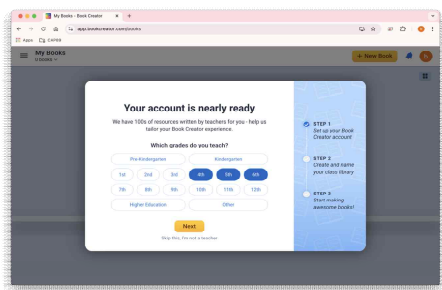 My Books - Book Creator
app.bookcreator.com/books
Apps
CAPES
My Books
0 BOOKS
+ New Book
Your account is nearly ready
We have 100s of resources written by teachers for you - help us
tailor your Book Creator experience.
Which grades do you teach?
Pre-Kindergarten Kindergarten
1st 2nd 3rd 4th 5th 6th
7th 8th 9th 10th 11th 12th
Higher Education Other
Next
Skip this, I'm not a teacher
STEP 1
Set up your Book
Creator account
STEP 2
Create and name
your class library
STEP 3
Start making
awesome books!